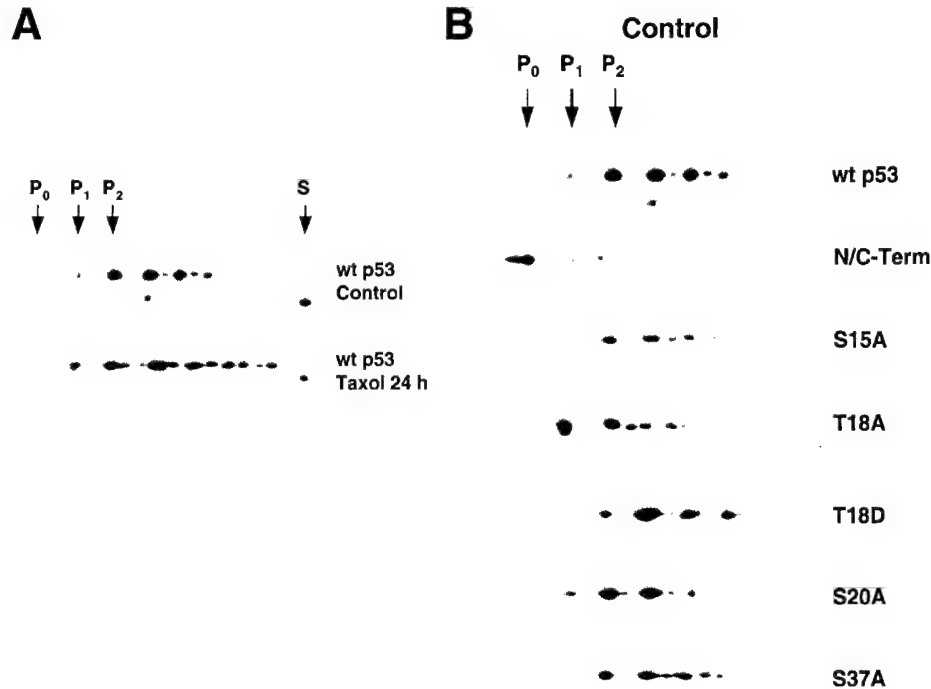 A
P0 P1 P2 S
wt p53
Control
wt p53
Taxol 24 h
B
Control
P0 P1 P2
wt p53
N/C-Term
S15A
T18A
T18D
S20A
S37A